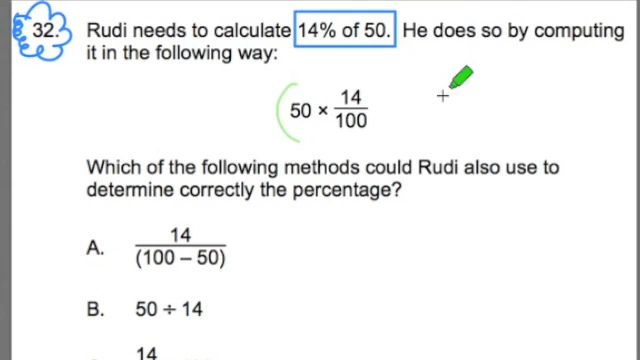 32. Rudi needs to calculate 14% of 50. He does so by computing
it in the following way:
50 × 14/100
Which of the following methods could Rudi also use to
determine correctly the percentage?
A. 14/(100 – 50)
B. 50 ÷ 14
14